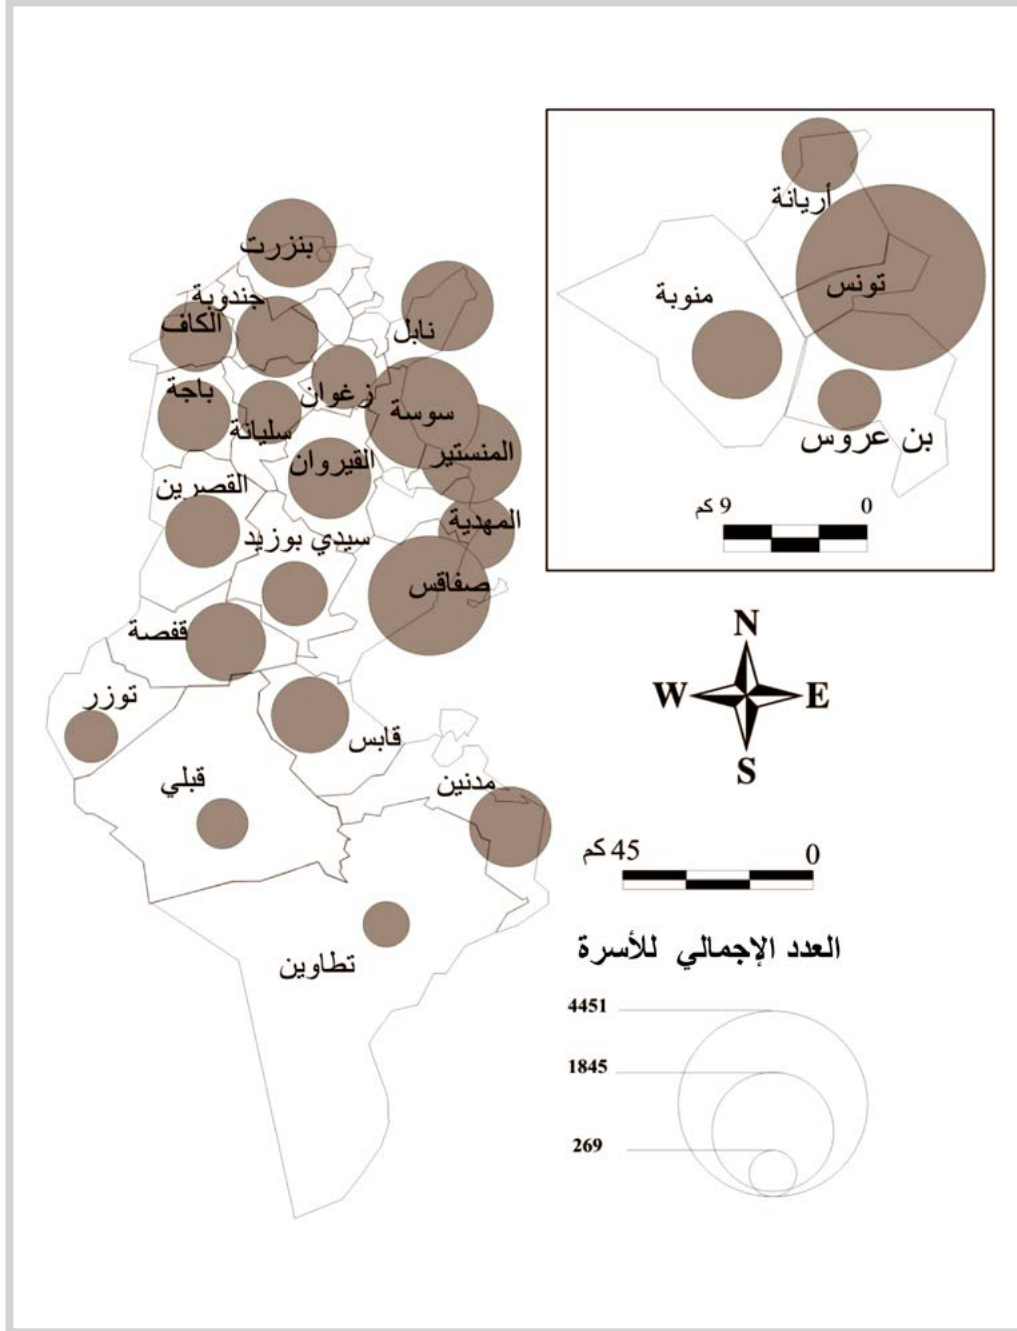 أريانة
تونس
منوبة
بن عروس
9 كم
0
بنزرت
جندوبة
الكاف
نابل
باجة
زغوان
سليانة
سوسة
القيروان
المنستير
القصرين
المهدية
سيدي بوزيد
صفاقس
قفصة
توزر
قابس
قبلي
مدنين
تطاوين
N
W
E
S
45 كم
0
العدد الإجمالي للأسرة
4451
1845
269